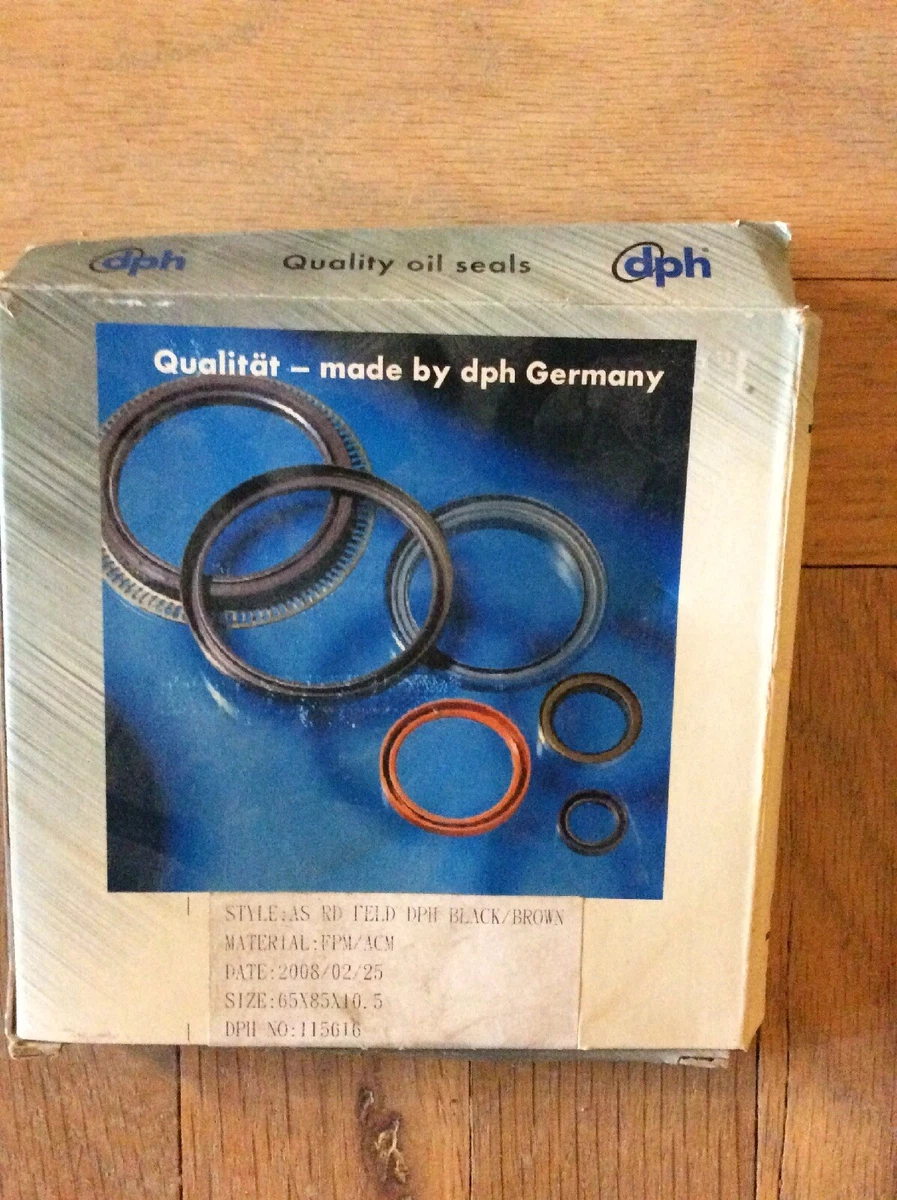 dph Quality oil seals dph
Qualität – made by dph Germany
STYLE:AS RD FELD DPH BLACK/BROWN
MATERIAL:FPM/ACM
DATE:2008/02/25
SIZE:65X85X10.5
DPH NO:115616